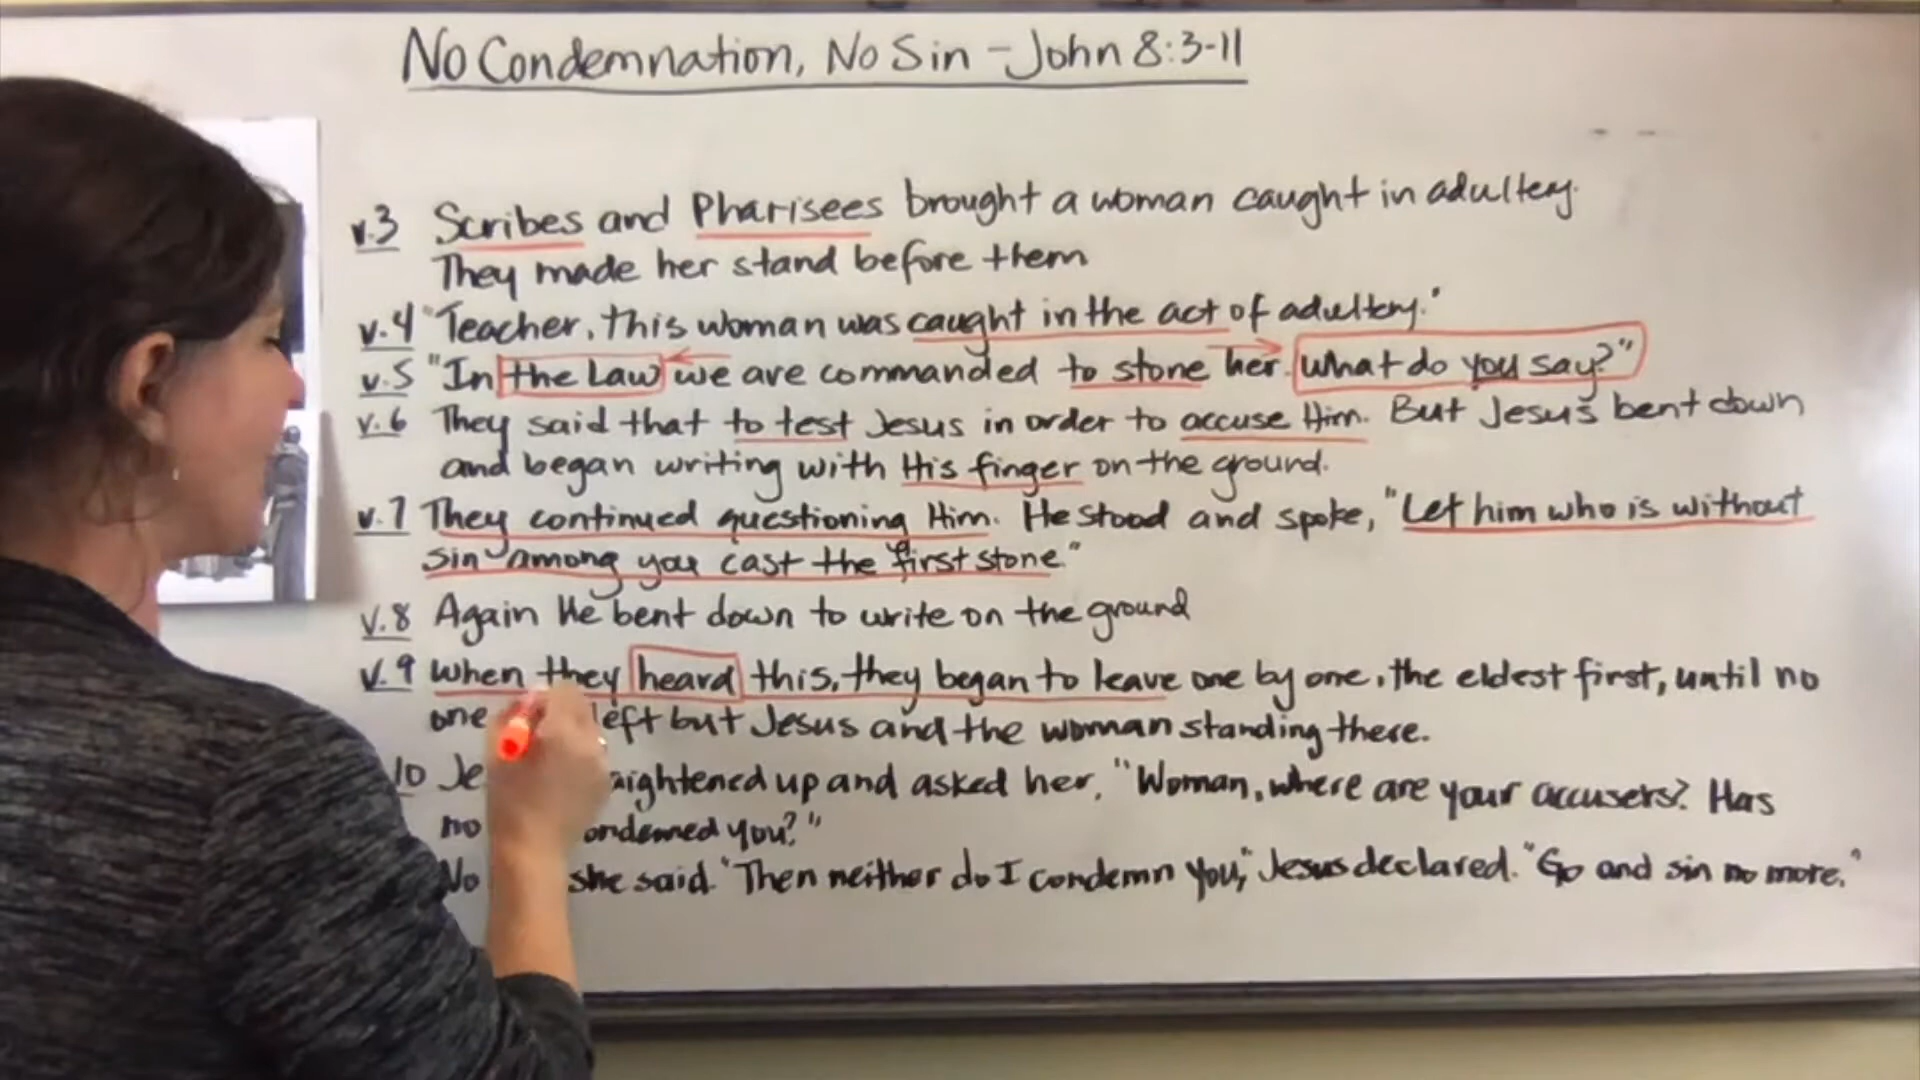 No Condemnation, No Sin - John 8:3-11
v.3 Scribes and Pharisees brought a woman caught in adultery.
They made her stand before them
v.4 "Teacher, this woman was caught in the act of adultery."
v.5 "In the Law we are commanded to stone her. What do you say?"
v.6 They said that to test Jesus in order to accuse Him. But Jesus bent down
and began writing with His finger on the ground.
v.7 They continued questioning Him. He stood and spoke, "Let him who is without
sin among you cast the first stone."
v.8 Again He bent down to write on the ground
v.9 When they heard this, they began to leave one by one, the eldest first, until no
one left but Jesus and the woman standing there.
10 up and asked her, "Woman, where are your accusers? Has
no you?"
No she said. "Then neither do I condemn you," Jesus declared. "Go and sin no more."